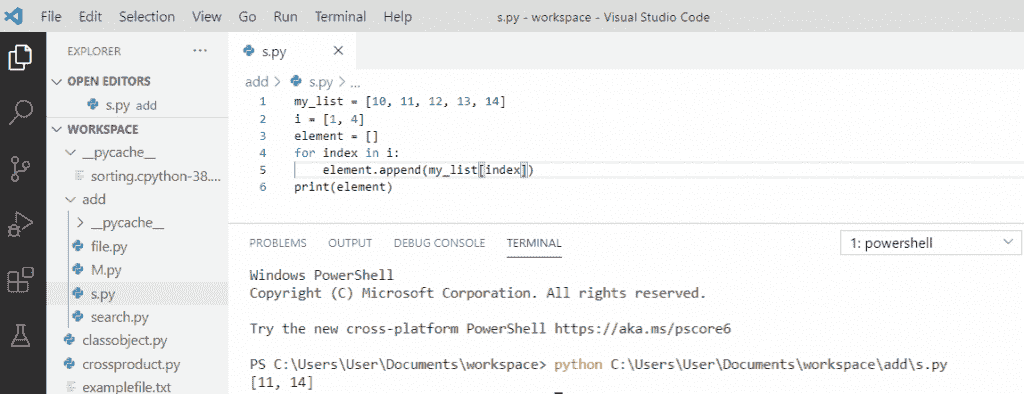 File Edit Selection View Go Run Terminal Help s.py - workspace - Visual Studio Code
EXPLORER ...
OPEN EDITORS
s.py add
WORKSPACE
__pycache__
sorting.cpython-38....
add
__pycache__
file.py
M.py
s.py
search.py
classobject.py
crossproduct.py
examplefile.txt
s.py
add > s.py > ...
1 my_list = [10, 11, 12, 13, 14]
2 i = [1, 4]
3 element = []
4 for index in i:
5 element.append(my_list[index])
6 print(element)
PROBLEMS OUTPUT DEBUG CONSOLE TERMINAL 1: powershell
Windows PowerShell
Copyright (C) Microsoft Corporation. All rights reserved.
Try the new cross-platform PowerShell https://aka.ms/pscore6
PS C:\Users\User\Documents\workspace> python C:\Users\User\Documents\workspace\add\s.py
[11, 14]